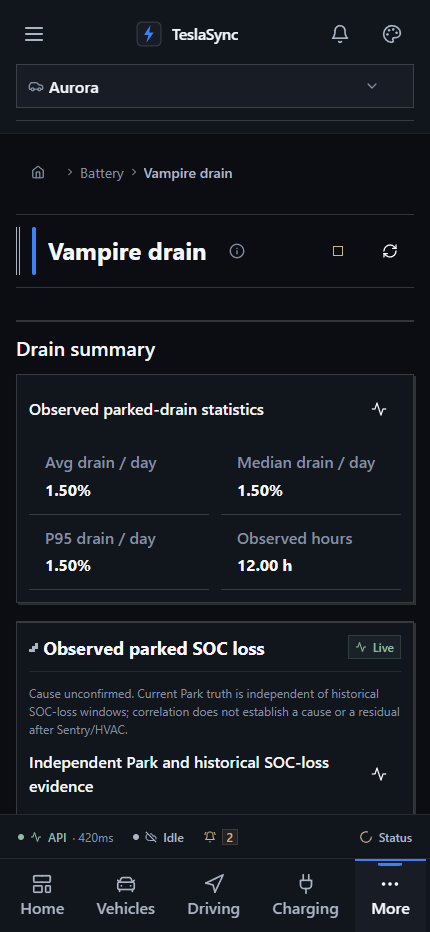 TeslaSync
Aurora
Battery
Vampire drain
Vampire drain
Drain summary
Observed parked-drain statistics
Avg drain / day
1.50%
Median drain / day
1.50%
P95 drain / day
1.50%
Observed hours
12.00 h
Observed parked SOC loss
Live
Cause unconfirmed. Current Park truth is independent of historical
SOC-loss windows; correlation does not establish a cause or a residual
after Sentry/HVAC.
Independent Park and historical SOC-loss
evidence
API · 420ms
Idle
2
Status
Home
Vehicles
Driving
Charging
More